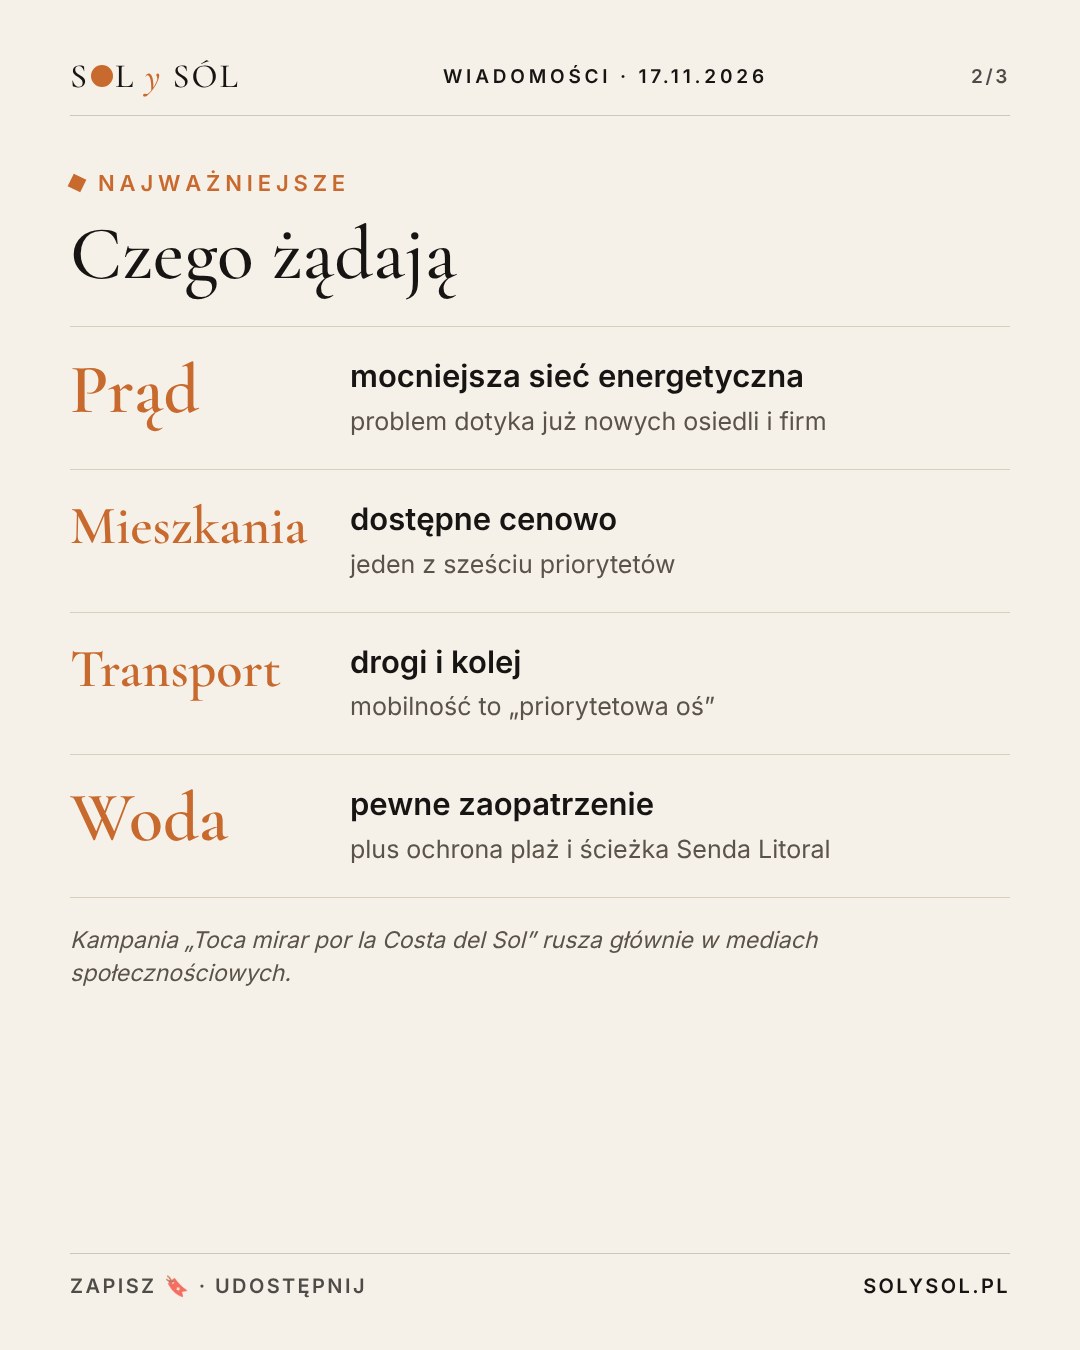 SOL y SÓL
WIADOMOŚCI · 17.11.2026
2/3
NAJWAŻNIEJSZE
Czego żądają
Prąd
mocniejsza sieć energetyczna
problem dotyka już nowych osiedli i firm
Mieszkania
dostępne cenowo
jeden z sześciu priorytetów
Transport
drogi i kolej
mobilność to „priorytetowa oś”
Woda
pewne zaopatrzenie
plus ochrona plaż i ścieżka Senda Litoral
Kampania „Toca mirar por la Costa del Sol” rusza głównie w mediach
społecznościowych.
ZAPISZ 🔖 · UDOSTĘPNIJ
SOLYSOL.PL